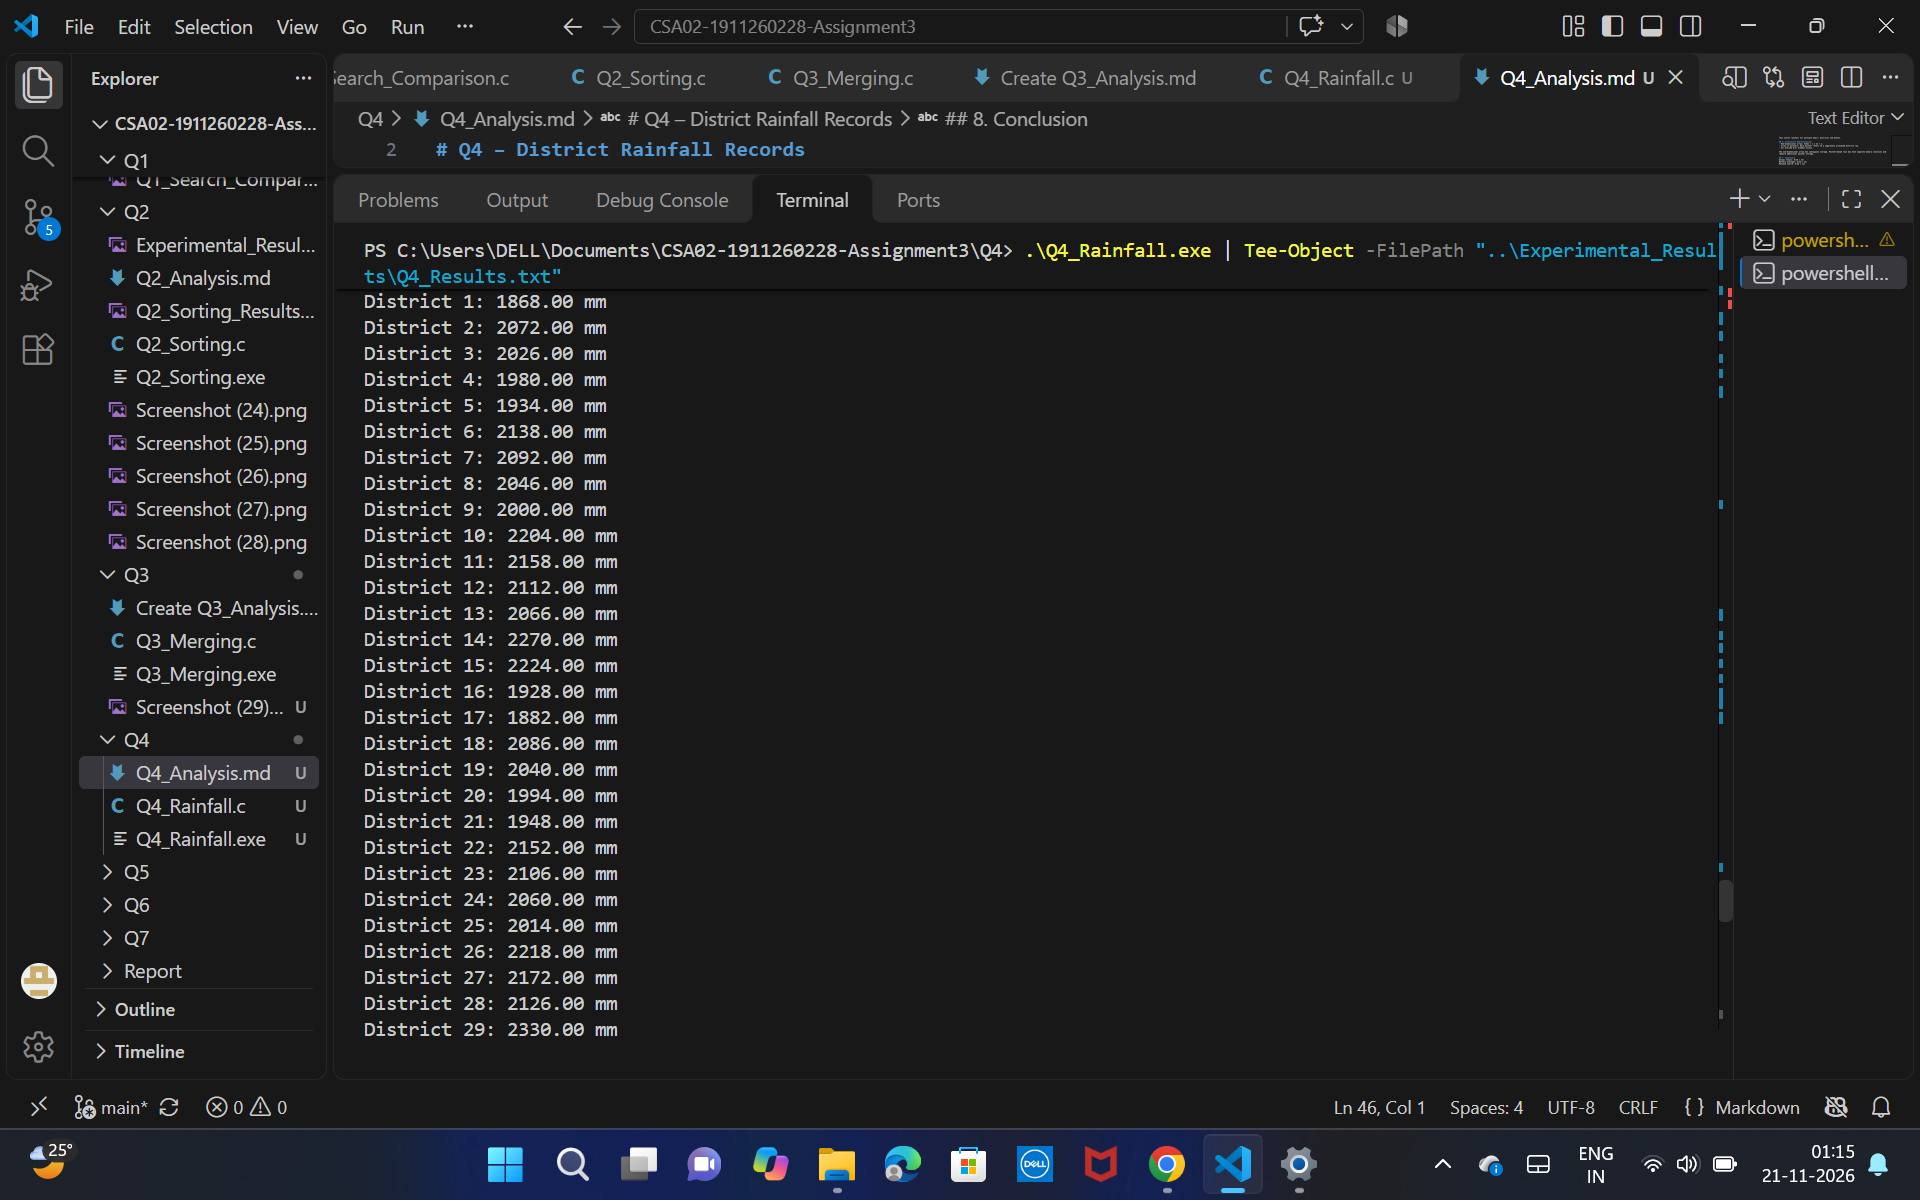 File Edit Selection View Go Run ···
CSA02-1911260228-Assignment3
Explorer ···
CSA02-1911260228-Ass...
Q1
Q1_Search_Compar...
Q2
Experimental_Resul...
Q2_Analysis.md
Q2_Sorting_Results...
C Q2_Sorting.c
Q2_Sorting.exe
Screenshot (24).png
Screenshot (25).png
Screenshot (26).png
Screenshot (27).png
Screenshot (28).png
Q3
Create Q3_Analysis....
C Q3_Merging.c
Q3_Merging.exe
Screenshot (29)... U
Q4
Q4_Analysis.md U
C Q4_Rainfall.c U
Q4_Rainfall.exe U
Q5
Q6
Q7
Report
Outline
Timeline
Search_Comparison.c C Q2_Sorting.c C Q3_Merging.c Create Q3_Analysis.md C Q4_Rainfall.c U Q4_Analysis.md U
Q4 > Q4_Analysis.md > abc # Q4 – District Rainfall Records > abc ## 8. Conclusion
Text Editor
2 # Q4 – District Rainfall Records
Problems Output Debug Console Terminal Ports
PS C:\Users\DELL\Documents\CSA02-1911260228-Assignment3\Q4> .\Q4_Rainfall.exe | Tee-Object -FilePath "..\Experimental_Resul
ts\Q4_Results.txt"
District 1: 1868.00 mm
District 2: 2072.00 mm
District 3: 2026.00 mm
District 4: 1980.00 mm
District 5: 1934.00 mm
District 6: 2138.00 mm
District 7: 2092.00 mm
District 8: 2046.00 mm
District 9: 2000.00 mm
District 10: 2204.00 mm
District 11: 2158.00 mm
District 12: 2112.00 mm
District 13: 2066.00 mm
District 14: 2270.00 mm
District 15: 2224.00 mm
District 16: 1928.00 mm
District 17: 1882.00 mm
District 18: 2086.00 mm
District 19: 2040.00 mm
District 20: 1994.00 mm
District 21: 1948.00 mm
District 22: 2152.00 mm
District 23: 2106.00 mm
District 24: 2060.00 mm
District 25: 2014.00 mm
District 26: 2218.00 mm
District 27: 2172.00 mm
District 28: 2126.00 mm
District 29: 2330.00 mm
powersh...
powershell...
5
main* 0 0
Ln 46, Col 1 Spaces: 4 UTF-8 CRLF {} Markdown
25°
DELL
ENG
IN
01:15
21-11-2026